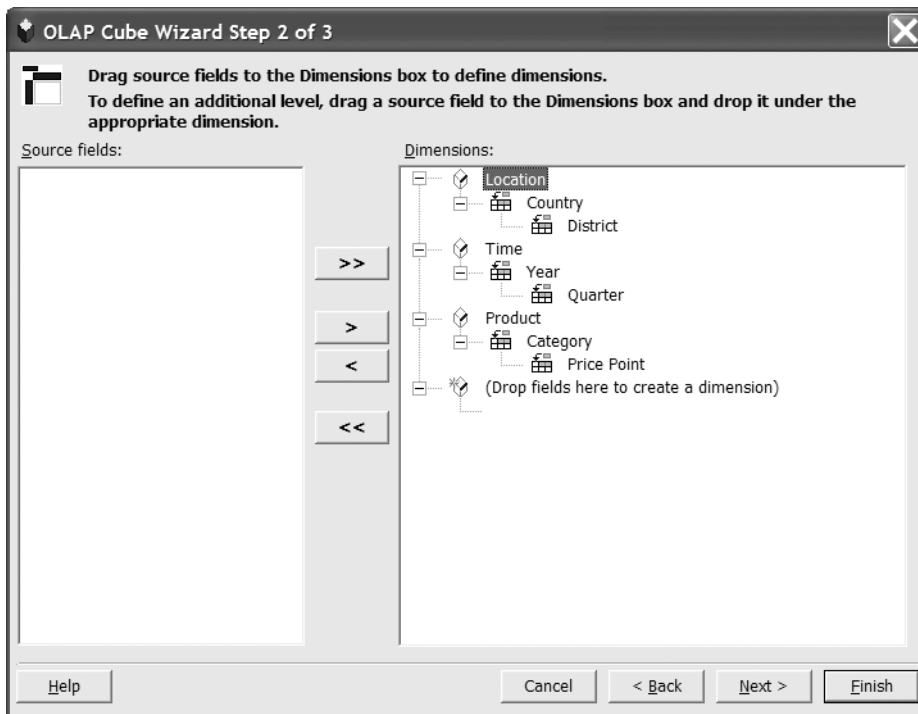 OLAP Cube Wizard Step 2 of 3
Drag source fields to the Dimensions box to define dimensions.
To define an additional level, drag a source field to the Dimensions box and drop it under the
appropriate dimension.
Source fields:
Dimensions:
Location
Country
District
Time
Year
Quarter
Product
Category
Price Point
(Drop fields here to create a dimension)
>>
>
<
<<
Help
Cancel
< Back
Next >
Finish